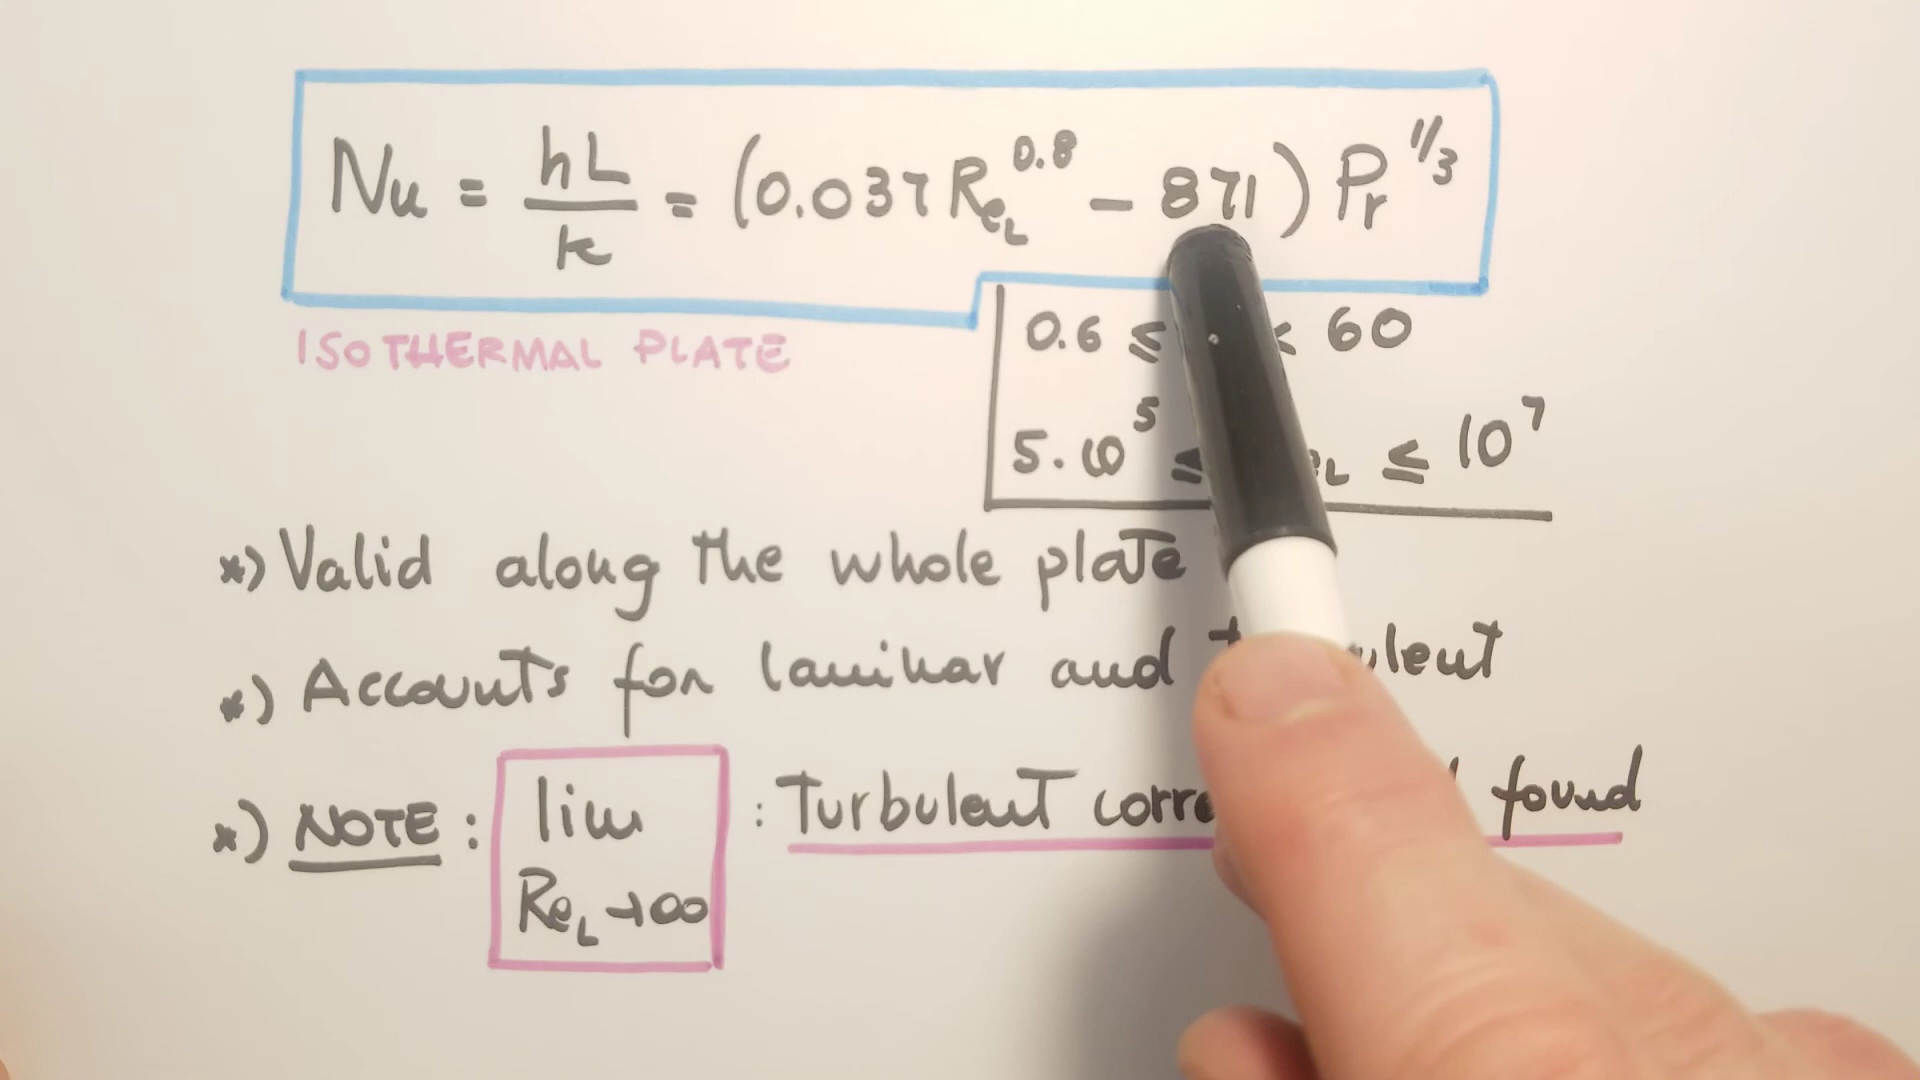 Nu = hL/k = (0.037 Re_L^0.8 - 871) Pr^1/3
ISOTHERMAL PLATE
0.6 ≤ < 60
5.10^5 ≤ e_L ≤ 10^7
*) Valid along the whole plate
*) Accounts for laminar and
*) NOTE: lim Re_L→∞ : Turbulent found